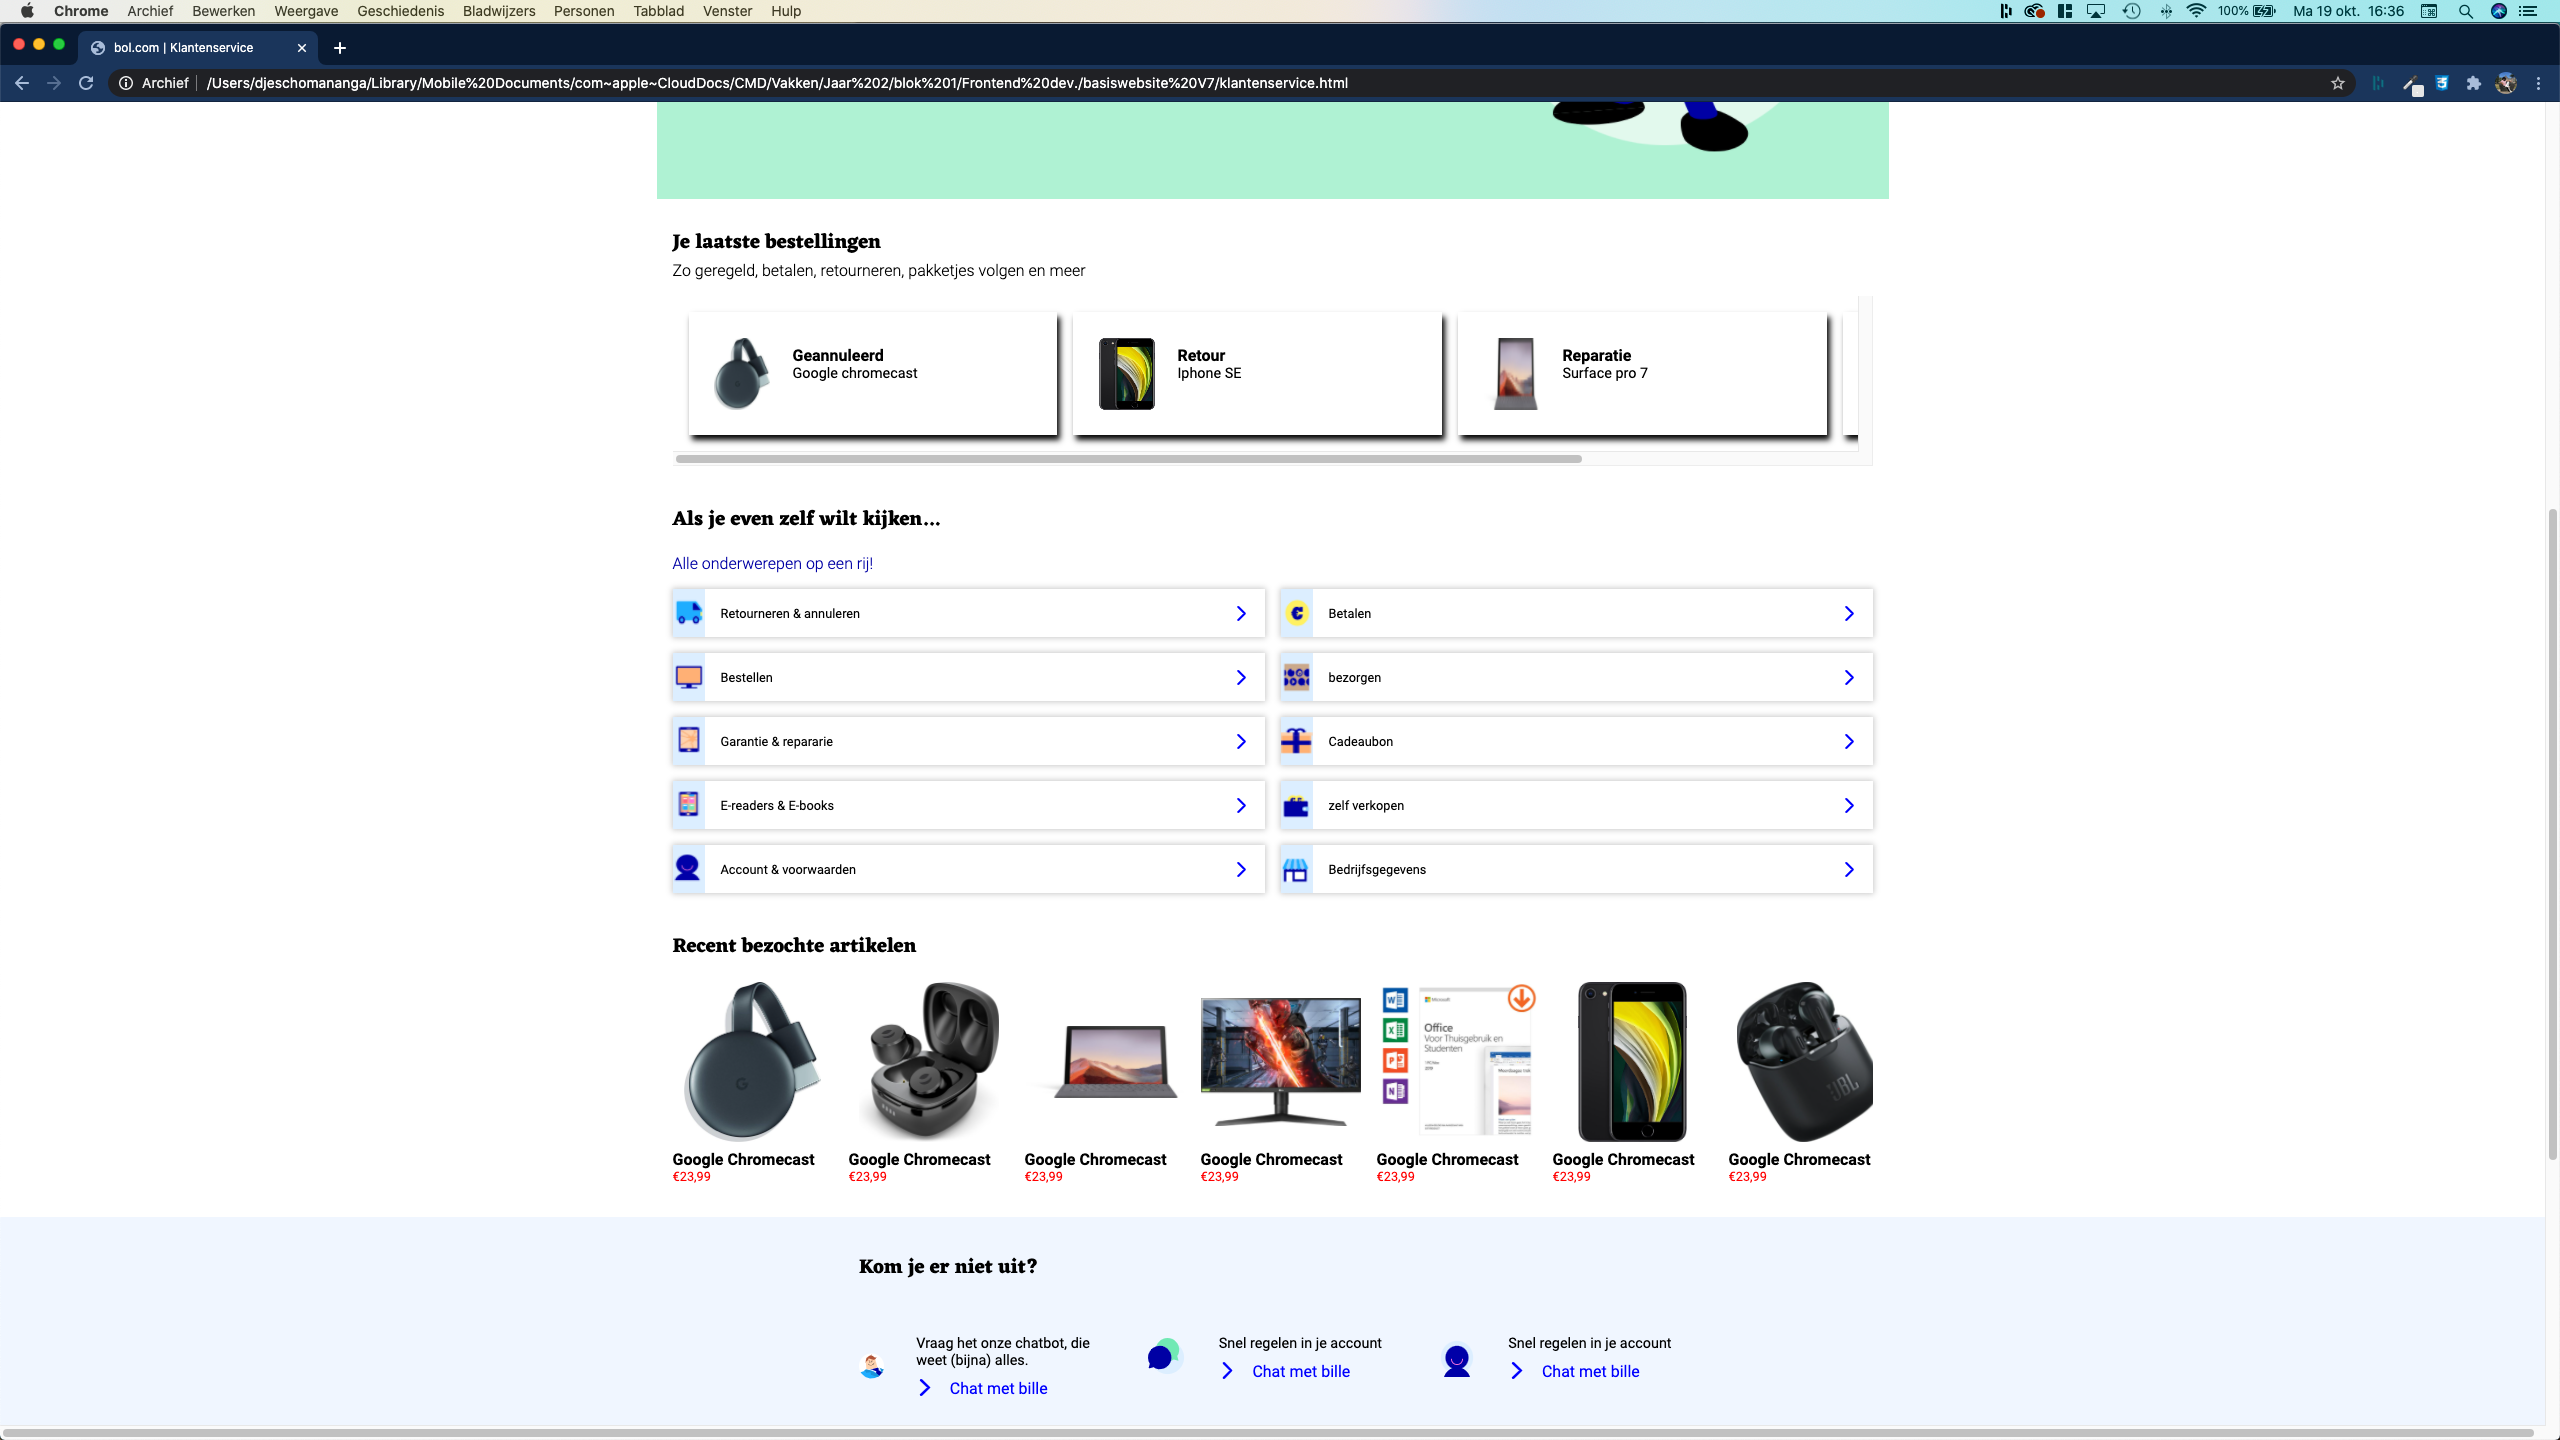 Chrome Archief Bewerken Weergave Geschiedenis Bladwijzers Personen Tabblad Venster Hulp 100% Ma 19 okt. 16:36
bol.com | Klantenservice
Archief /Users/djeschomananga/Library/Mobile%20Documents/com~apple~CloudDocs/CMD/Vakken/Jaar%202/blok%201/Frontend%20dev./basiswebsite%20V7/klantenservice.html
Je laatste bestellingen
Zo geregeld, betalen, retourneren, pakketjes volgen en meer
Geannuleerd
Google chromecast
Retour
Iphone SE
Reparatie
Surface pro 7
Als je even zelf wilt kijken...
Alle onderwerepen op een rij!
Retourneren & annuleren
Betalen
Bestellen
bezorgen
Garantie & repararie
Cadeaubon
E-readers & E-books
zelf verkopen
Account & voorwaarden
Bedrijfsgegevens
Recent bezochte artikelen
G
Microsoft
Office
Voor Thuisgebruik en
Studenten
JBL
Google Chromecast
€23,99
Google Chromecast
€23,99
Google Chromecast
€23,99
Google Chromecast
€23,99
Google Chromecast
€23,99
Google Chromecast
€23,99
Google Chromecast
€23,99
Kom je er niet uit?
Vraag het onze chatbot, die
weet (bijna) alles.
Chat met bille
Snel regelen in je account
Chat met bille
Snel regelen in je account
Chat met bille